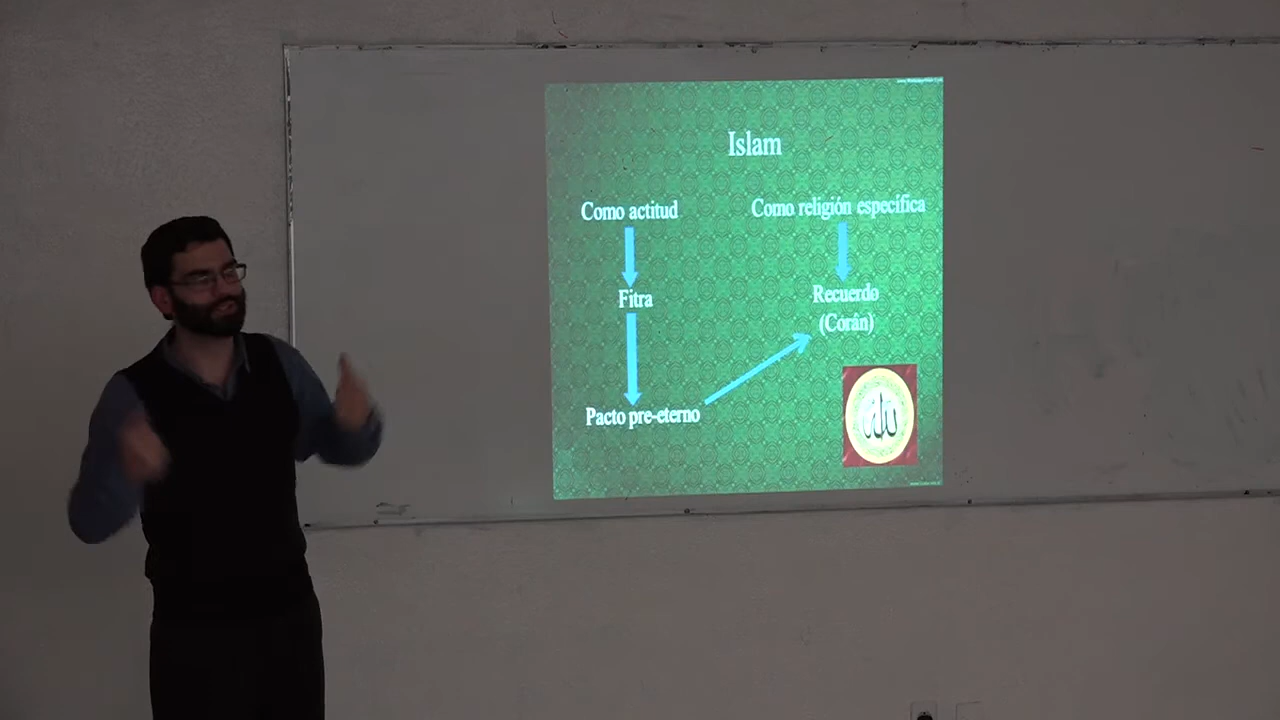 Islam
Como actitud
Como religión específica
Fitra
Recuerdo
(Corán)
Pacto pre-eterno